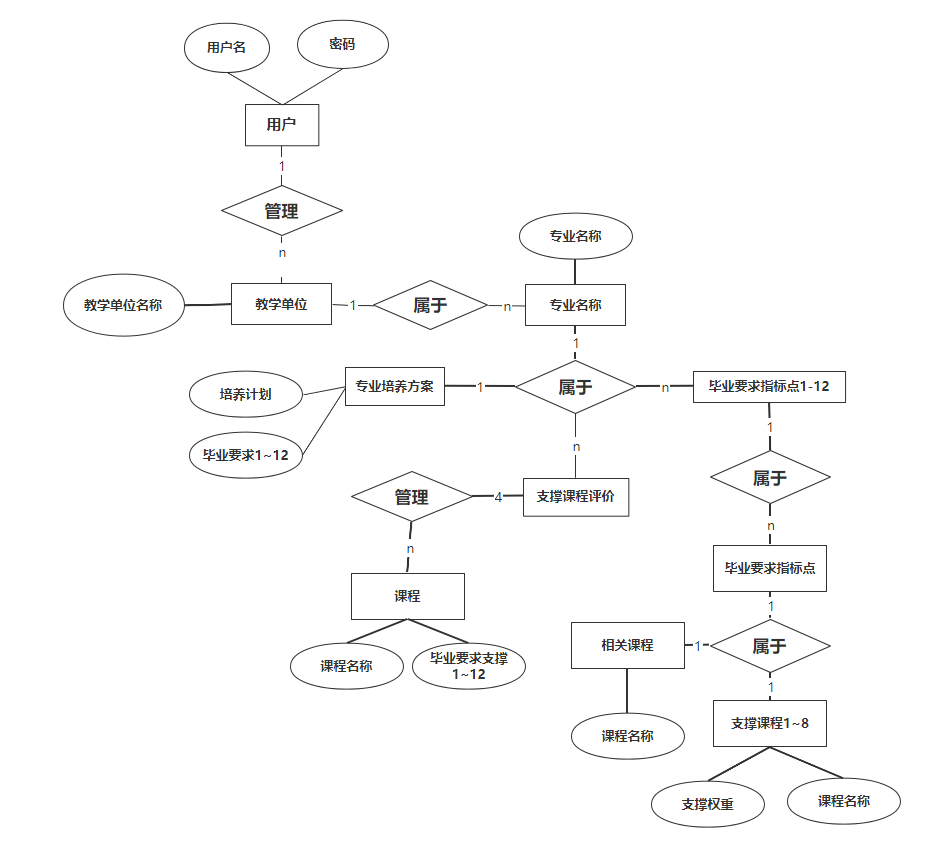 用户名
密码
用户
1
管理
n
专业名称
教学单位名称
教学单位
1
属于
n
专业名称
1
培养计划
专业培养方案
1
属于
n
毕业要求指标点1-12
毕业要求1~12
n
1
管理
4
支撑课程评价
属于
n
n
课程
毕业要求指标点
1
课程名称
毕业要求支撑
1~12
相关课程
1
属于
1
课程名称
支撑课程1~8
支撑权重
课程名称